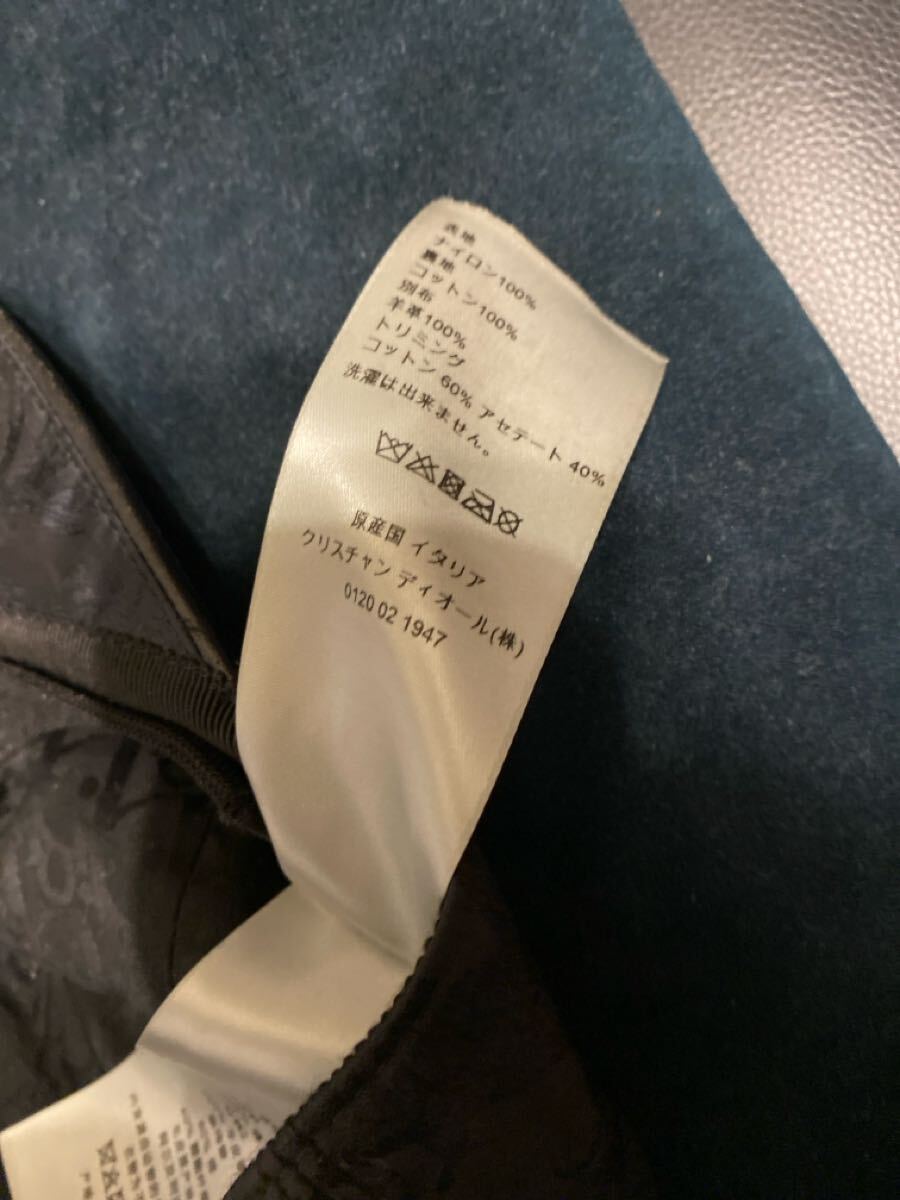 表地
ナイロン100%
裏地
コットン100%
別布
羊革100%
トリミング
コットン 60% アセテート 40%
洗濯は出来ません。
原産国 イタリア
クリスチャン ディオール(株)
0120 02 1947